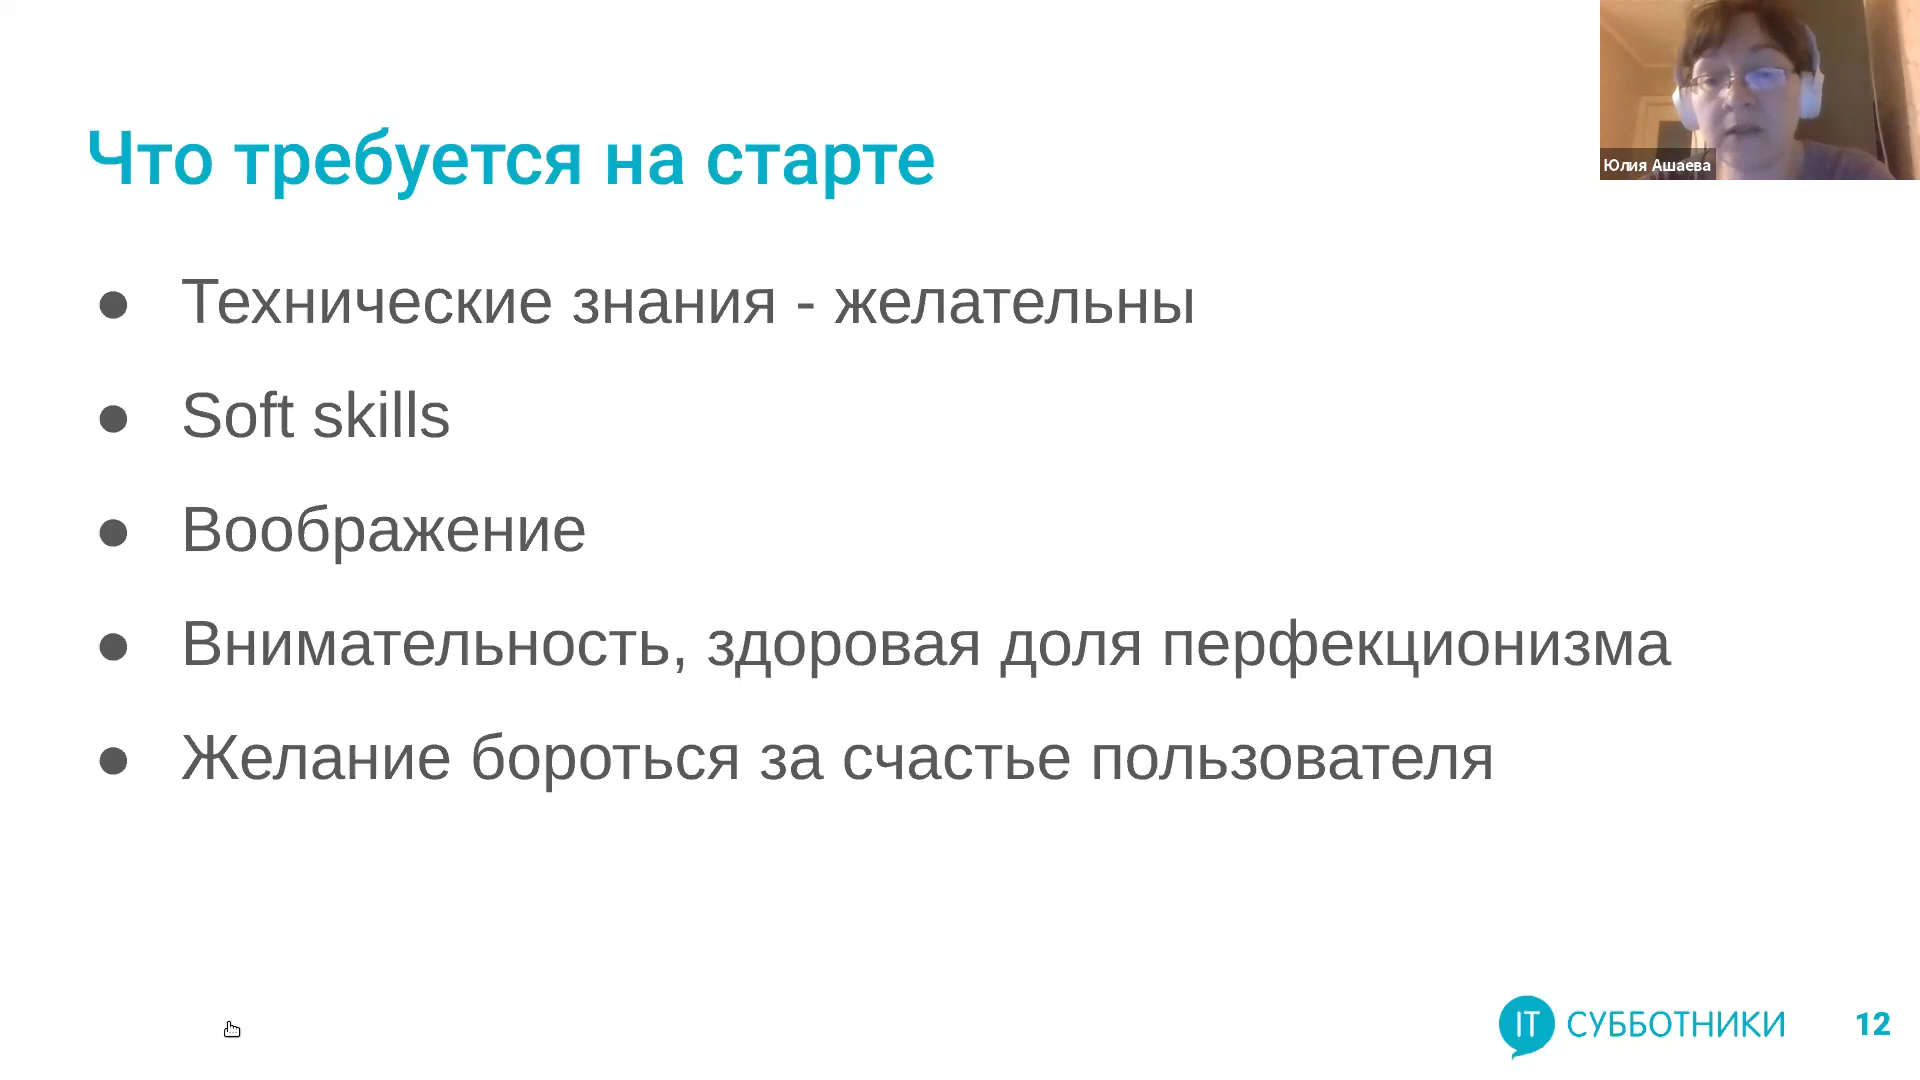 Юлия Ашаева
Что требуется на старте
● Технические знания - желательны
● Soft skills
● Воображение
● Внимательность, здоровая доля перфекционизма
● Желание бороться за счастье пользователя
IT СУББОТНИКИ
12